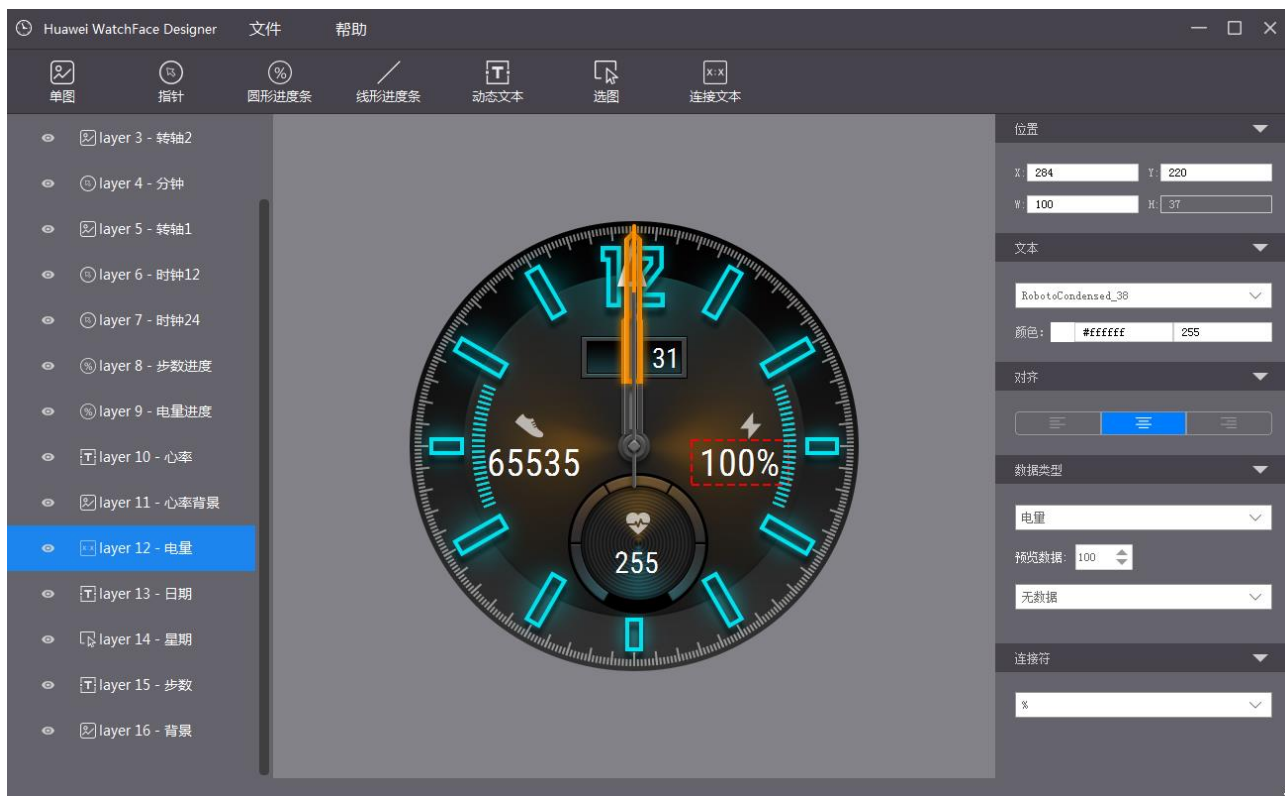 Huawei WatchFace Designer 文件 帮助
单图 指针 圆形进度条 线形进度条 动态文本 选图 连接文本
T x:x
layer 3 - 转轴2
layer 4 - 分钟
layer 5 - 转轴1
layer 6 - 时钟12
layer 7 - 时钟24
layer 8 - 步数进度
layer 9 - 电量进度
layer 10 - 心率
layer 11 - 心率背景
layer 12 - 电量
layer 13 - 日期
layer 14 - 星期
layer 15 - 步数
layer 16 - 背景
12
31
65535
100%
255
位置
X: 284 Y: 220
W: 100 H: 37
文本
RobotoCondensed_38
颜色: #ffffff 255
对齐
数据类型
电量
预览数据: 100
无数据
连接符
%